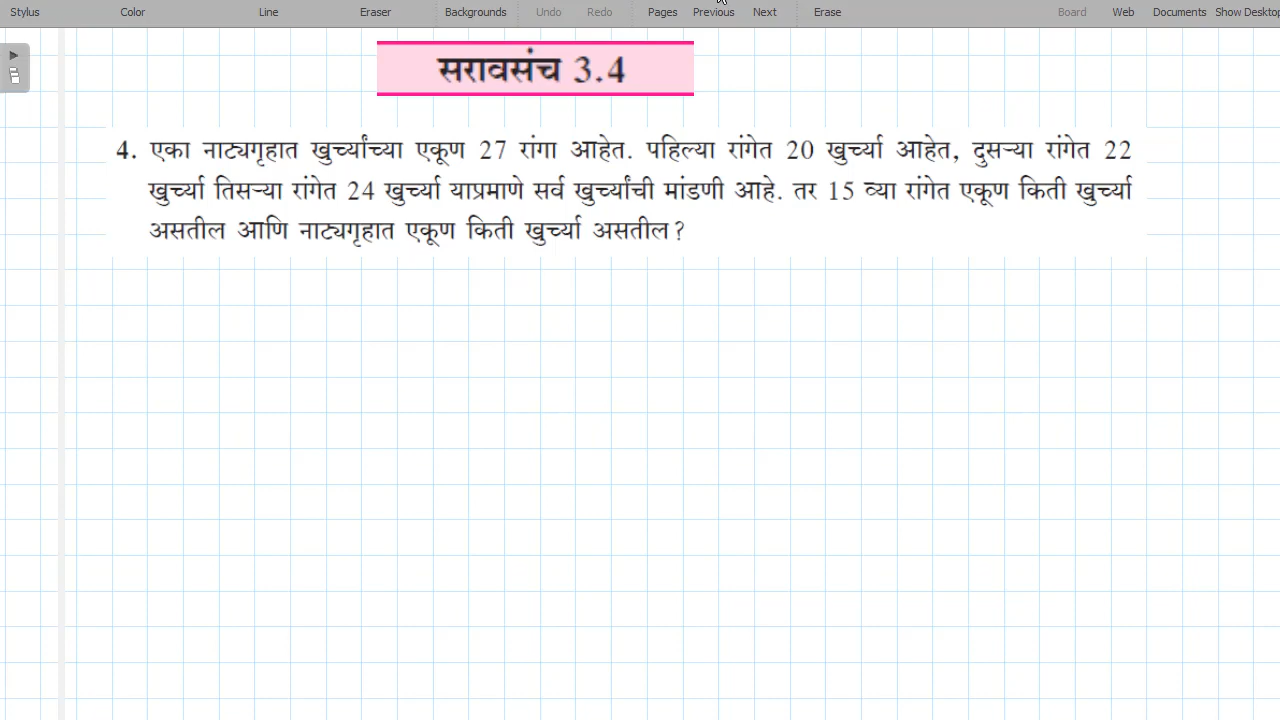 Stylus Color Line Eraser Backgrounds Undo Redo Pages Previous Next Erase Board Web Documents Show Desktop
सरावसंच 3.4
4. एका नाट्यगृहात खुर्च्यांच्या एकूण 27 रांगा आहेत. पहिल्या रांगेत 20 खुर्च्या आहेत, दुसऱ्या रांगेत 22
खुर्च्या तिसऱ्या रांगेत 24 खुर्च्या याप्रमाणे सर्व खुर्च्यांची मांडणी आहे. तर 15 व्या रांगेत एकूण किती खुर्च्या
असतील आणि नाट्यगृहात एकूण किती खुर्च्या असतील ?